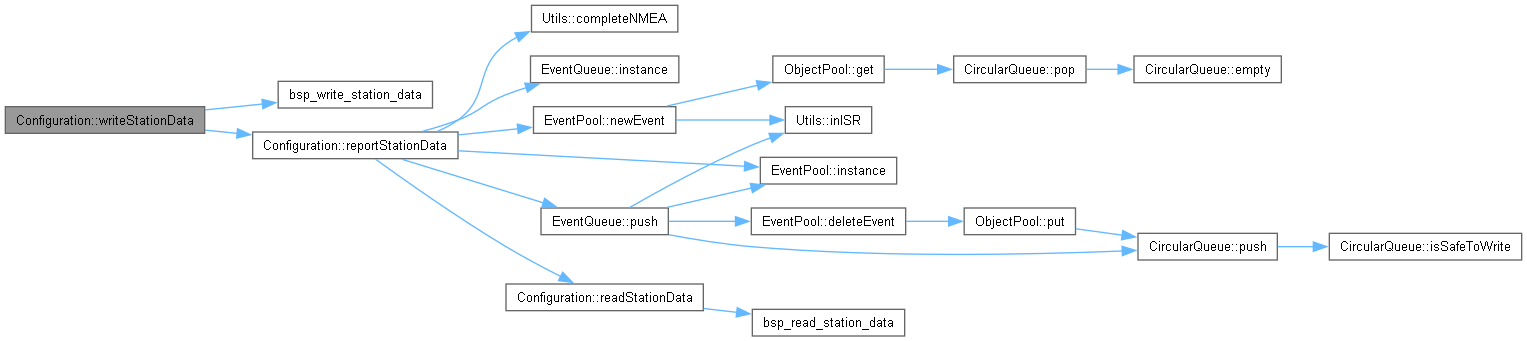 Configuration::writeStationData
bsp_write_station_data
Configuration::reportStationData
Utils::completeNMEA
EventQueue::instance
EventPool::newEvent
ObjectPool::get
CircularQueue::pop
CircularQueue::empty
Utils::inISR
EventPool::instance
EventQueue::push
EventPool::deleteEvent
ObjectPool::put
CircularQueue::push
CircularQueue::isSafeToWrite
Configuration::readStationData
bsp_read_station_data